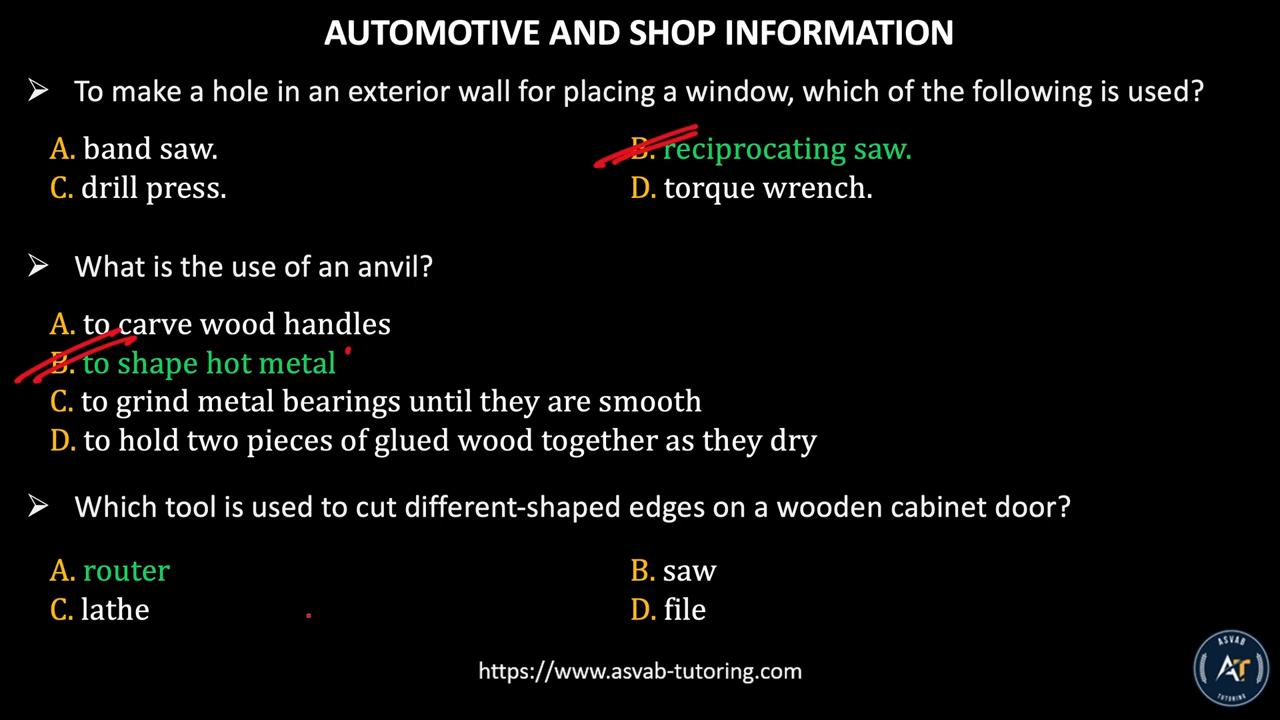 AUTOMOTIVE AND SHOP INFORMATION
To make a hole in an exterior wall for placing a window, which of the following is used?
A. band saw.
B. reciprocating saw.
C. drill press.
D. torque wrench.
What is the use of an anvil?
A. to carve wood handles
B. to shape hot metal
C. to grind metal bearings until they are smooth
D. to hold two pieces of glued wood together as they dry
Which tool is used to cut different-shaped edges on a wooden cabinet door?
A. router
B. saw
C. lathe
D. file
https://www.asvab-tutoring.com
ASVAB
AT
TUTORING